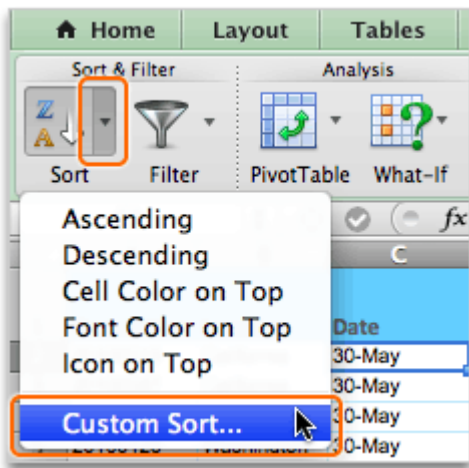 Home Layout Tables
Sort & Filter Analysis
Z
A
Sort Filter PivotTable What-If
fx
Ascending
Descending
Cell Color on Top
Font Color on Top
Icon on Top
Custom Sort...
C
Date
30-May
30-May
30-May
30-May